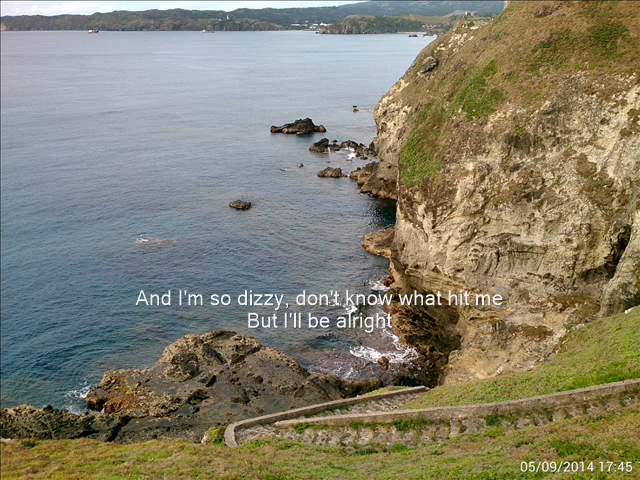 And I'm so dizzy, don't know what hit me
But I'll be alright
05/09/2014 17:45